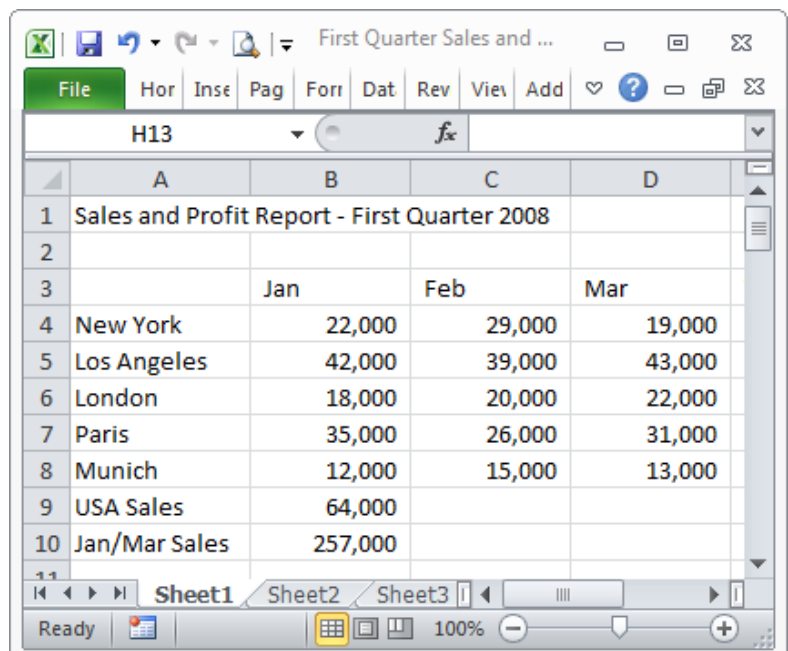 First Quarter Sales and ...
File Hor Inse Pag Forr Dat Rev Viev Add
H13 fx
A B C D
1 Sales and Profit Report - First Quarter 2008
2
3 Jan Feb Mar
4 New York 22,000 29,000 19,000
5 Los Angeles 42,000 39,000 43,000
6 London 18,000 20,000 22,000
7 Paris 35,000 26,000 31,000
8 Munich 12,000 15,000 13,000
9 USA Sales 64,000
10 Jan/Mar Sales 257,000
11
Sheet1 Sheet2 Sheet3
Ready 100%